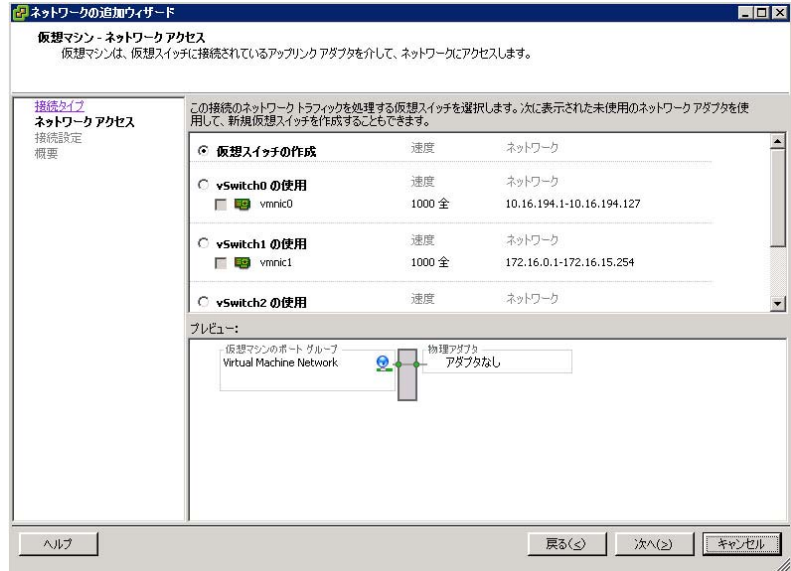 ネットワークの追加ウィザード
仮想マシン - ネットワーク アクセス
仮想マシンは、仮想スイッチに接続されているアップリンク アダプタを介して、ネットワークにアクセスします。
接続タイプ
ネットワーク アクセス
接続設定
概要
この接続のネットワーク トラフィックを処理する仮想スイッチを選択します。次に表示された未使用のネットワーク アダプタを使
用して、新規仮想スイッチを作成することもできます。
仮想スイッチの作成 速度 ネットワーク
vSwitch0 の使用 速度 ネットワーク
vmnic0 1000 全 10.16.194.1-10.16.194.127
vSwitch1 の使用 速度 ネットワーク
vmnic1 1000 全 172.16.0.1-172.16.15.254
vSwitch2 の使用 速度 ネットワーク
プレビュー:
仮想マシンのポート グループ 物理アダプタ
Virtual Machine Network アダプタなし
ヘルプ 戻る(<) 次へ(>) キャンセル